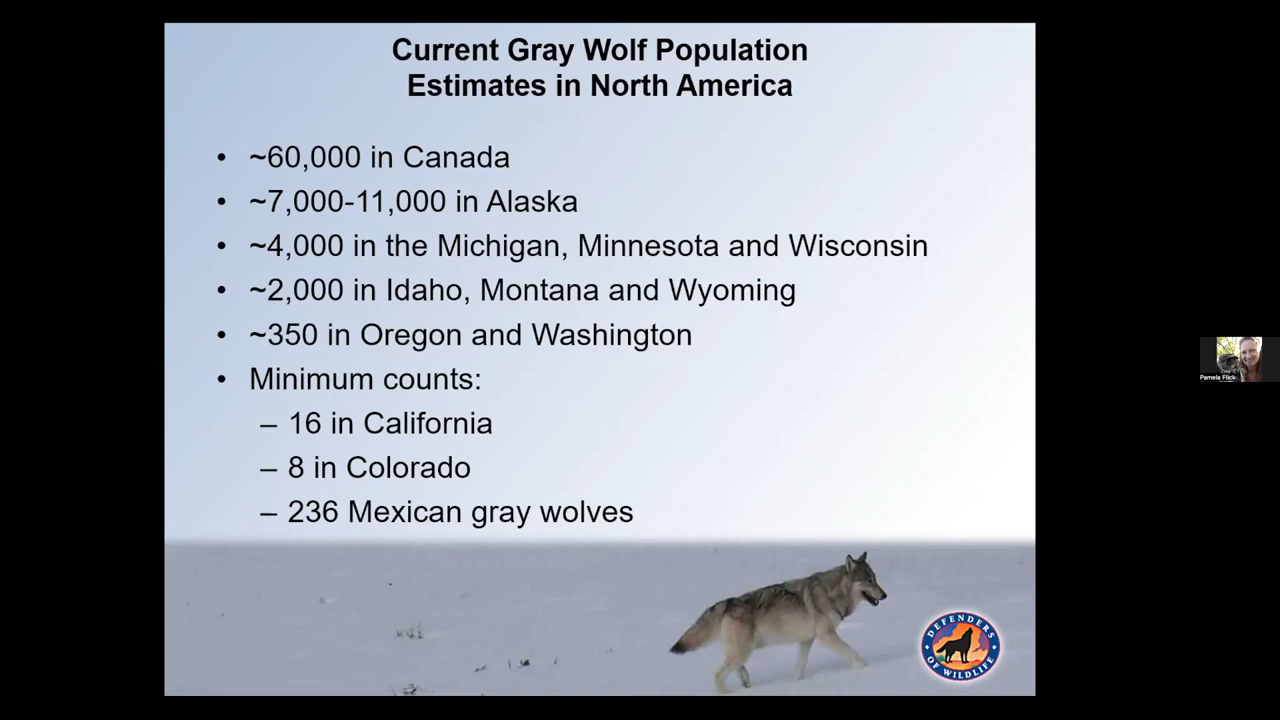 Current Gray Wolf Population
Estimates in North America
• ~60,000 in Canada
• ~7,000-11,000 in Alaska
• ~4,000 in the Michigan, Minnesota and Wisconsin
• ~2,000 in Idaho, Montana and Wyoming
• ~350 in Oregon and Washington
• Minimum counts:
– 16 in California
– 8 in Colorado
– 236 Mexican gray wolves
Pamela Flick
DEFENDERS
OF WILDLIFE